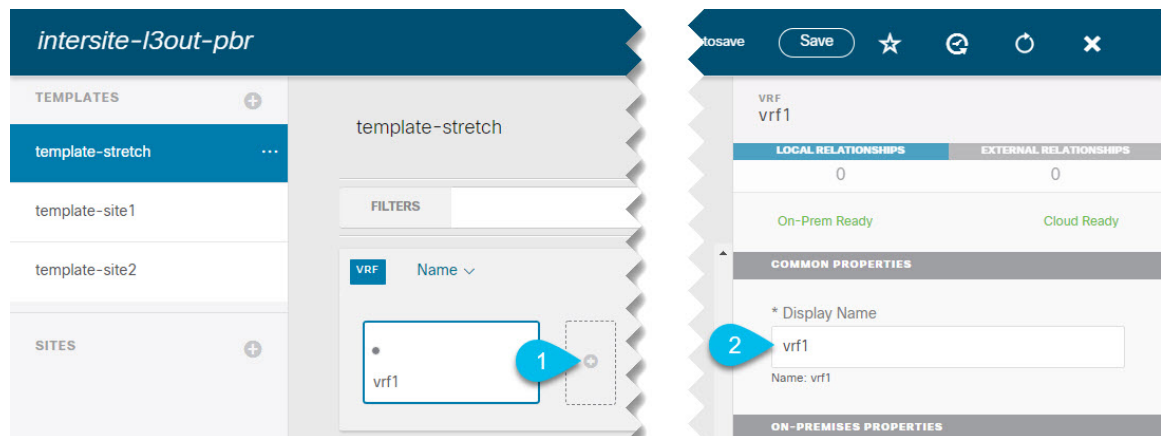 intersite-l3out-pbr
TEMPLATES
template-stretch
template-site1
template-site2
SITES
template-stretch
FILTERS
VRF Name
vrf1
1
tosave Save
VRF
vrf1
LOCAL RELATIONSHIPS EXTERNAL RELATIONSHIPS
0 0
On-Prem Ready Cloud Ready
COMMON PROPERTIES
* Display Name
2 vrf1
Name: vrf1
ON-PREMISES PROPERTIES